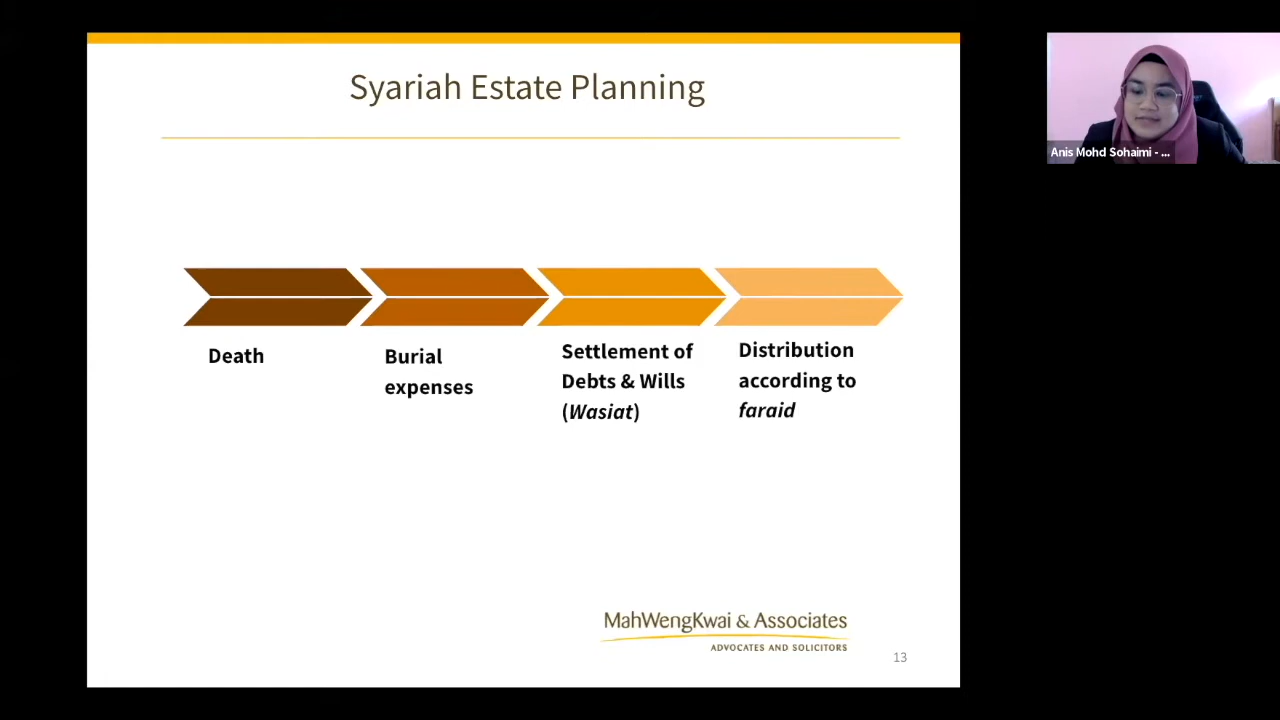 Syariah Estate Planning
Anis Mohd Sohaimi - ...
Death
Burial
expenses
Settlement of
Debts & Wills
(Wasiat)
Distribution
according to
faraid
MahWengKwai & Associates
ADVOCATES AND SOLICITORS
13